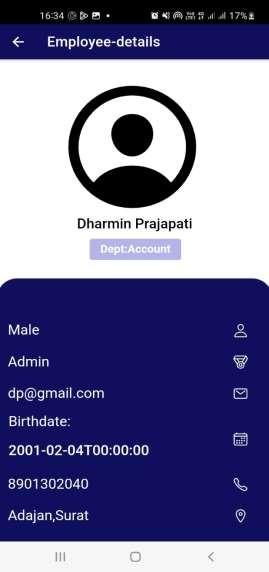 16:34
17%
Employee-details
Dharmin Prajapati
Dept:Account
Male
Admin
dp@gmail.com
Birthdate:
2001-02-04T00:00:00
8901302040
Adajan,Surat